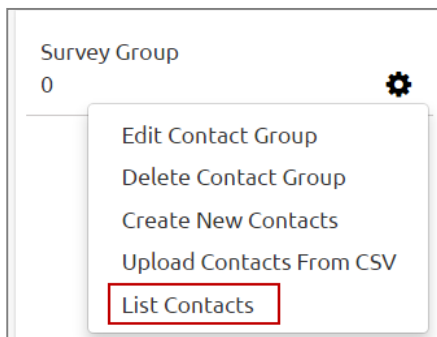 Survey Group
0
Edit Contact Group
Delete Contact Group
Create New Contacts
Upload Contacts From CSV
List Contacts